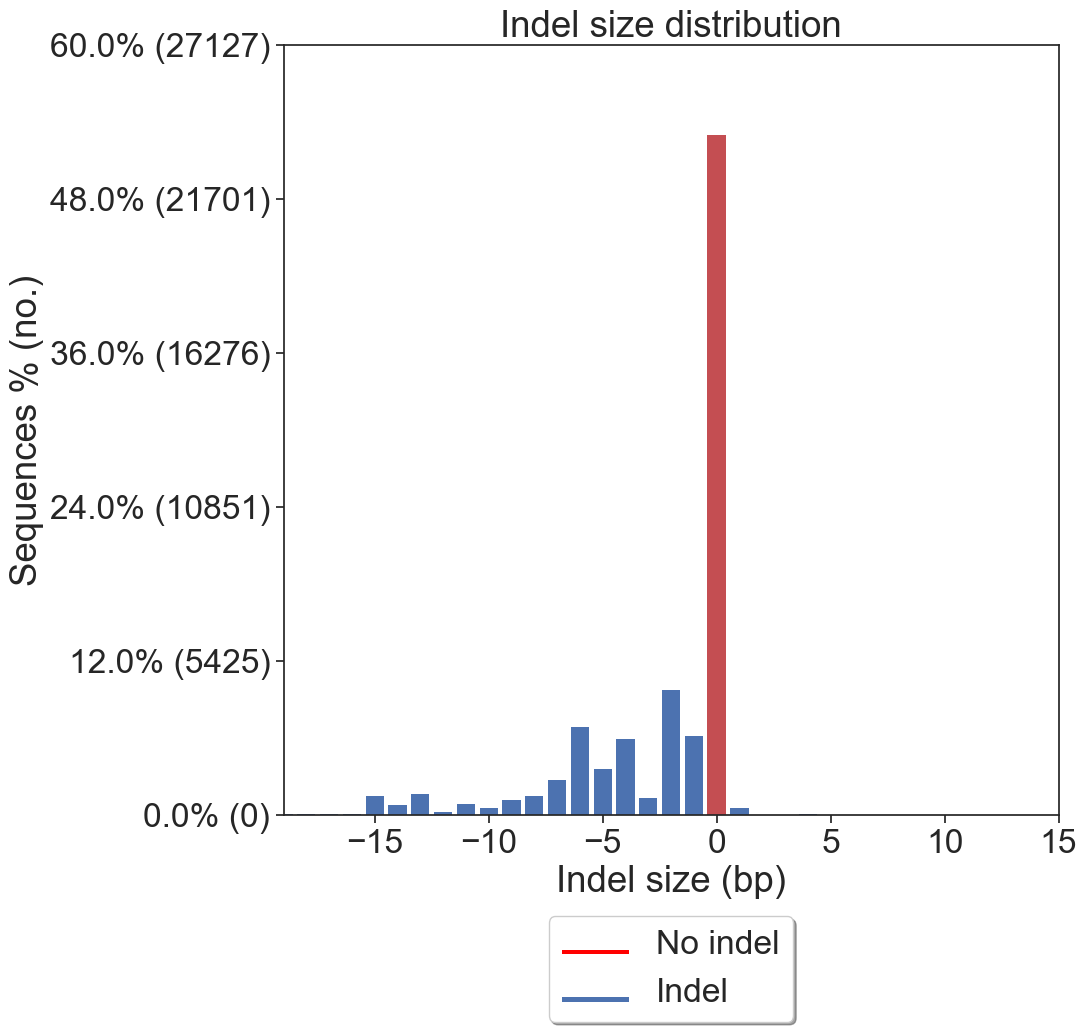 Indel size distribution
60.0% (27127)
48.0% (21701)
36.0% (16276)
24.0% (10851)
12.0% (5425)
0.0% (0)
Sequences % (no.)
−15 −10 −5 0 5 10 15
Indel size (bp)
No indel
Indel